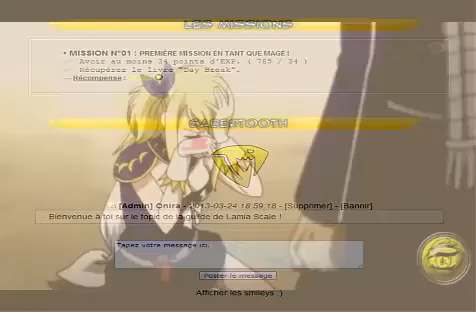 LES MISSIONS
• MISSION N°01 : PREMIÈRE MISSION EN TANT QUE MAGE !
Avoir au moins 34 points d'EXP. ( 765 / 34 )
Récupérez le livre "Day Break".
Récompense :
SABERTOOTH
[Admin] Onira - 2013-03-24 18:59:18 - [Supprimer] - [Bannir]
Bienvenue à toi sur le topic de la guilde de Lamia Scale !
Tapez votre message ici.
Poster le message
Afficher les smileys :)